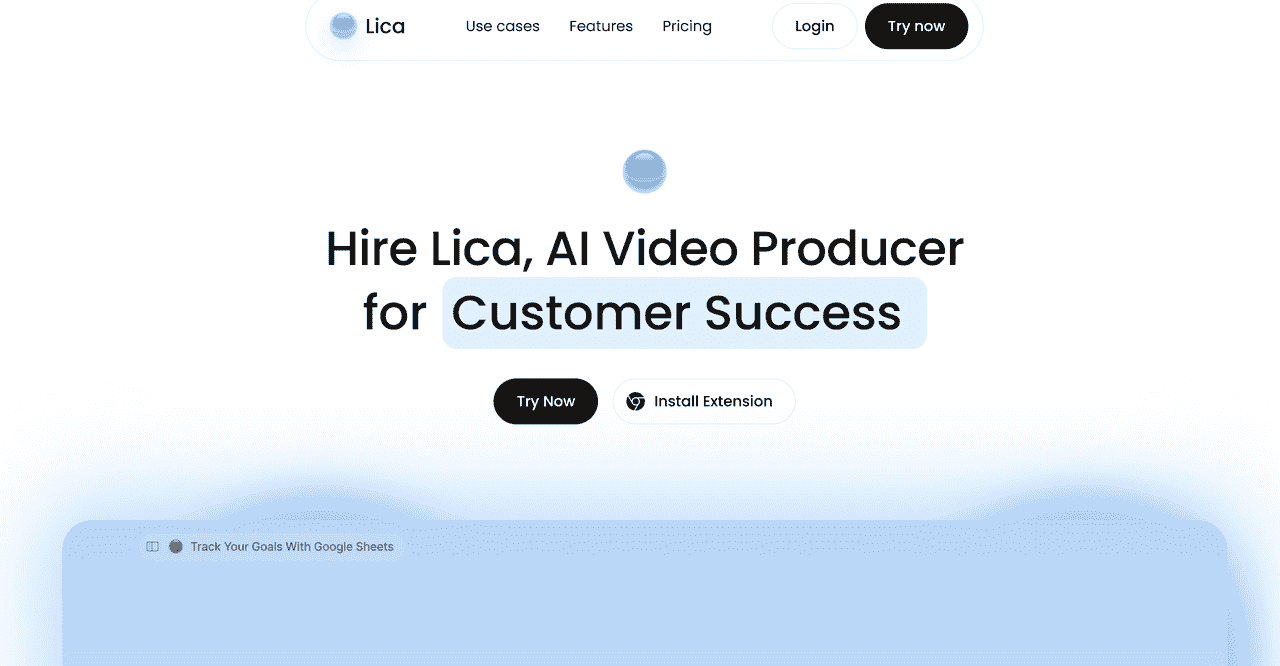 Lica
Use cases Features Pricing
Login Try now
Hire Lica, AI Video Producer
for Customer Success
Try Now Install Extension
Track Your Goals With Google Sheets